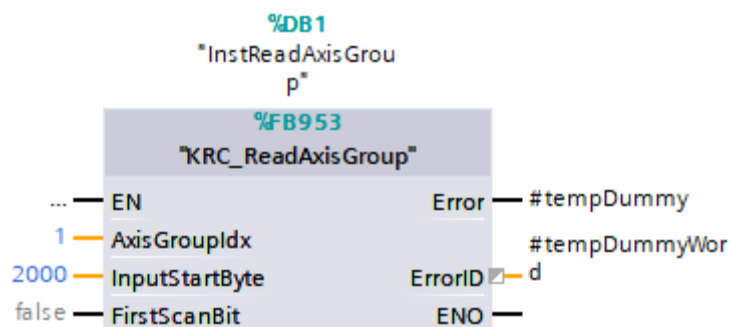 %DB1
"InstReadAxisGrou
p"
%FB953
"KRC_ReadAxisGroup"
... EN Error #tempDummy
1 AxisGroupIdx
#tempDummyWor
2000 InputStartByte ErrorID d
false FirstScanBit ENO